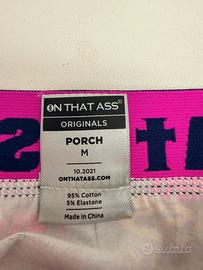 ON THAT ASS®
ORIGINALS
PORCH
M
10.2021
ONTHATASS.COM
95% Cotton
5% Elastane
Made in China
subito